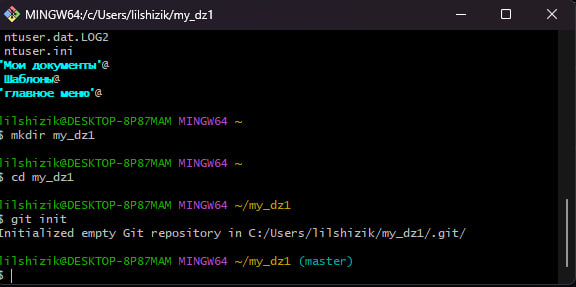 MINGW64:/c/Users/lilshizik/my_dz1
ntuser.dat.LOG2
ntuser.ini
'Мои документы'@
Шаблоны@
'главное меню'@
lilshizik@DESKTOP-8P87MAM MINGW64 ~
$ mkdir my_dz1
lilshizik@DESKTOP-8P87MAM MINGW64 ~
$ cd my_dz1
lilshizik@DESKTOP-8P87MAM MINGW64 ~/my_dz1
$ git init
Initialized empty Git repository in C:/Users/lilshizik/my_dz1/.git/
lilshizik@DESKTOP-8P87MAM MINGW64 ~/my_dz1 (master)
$